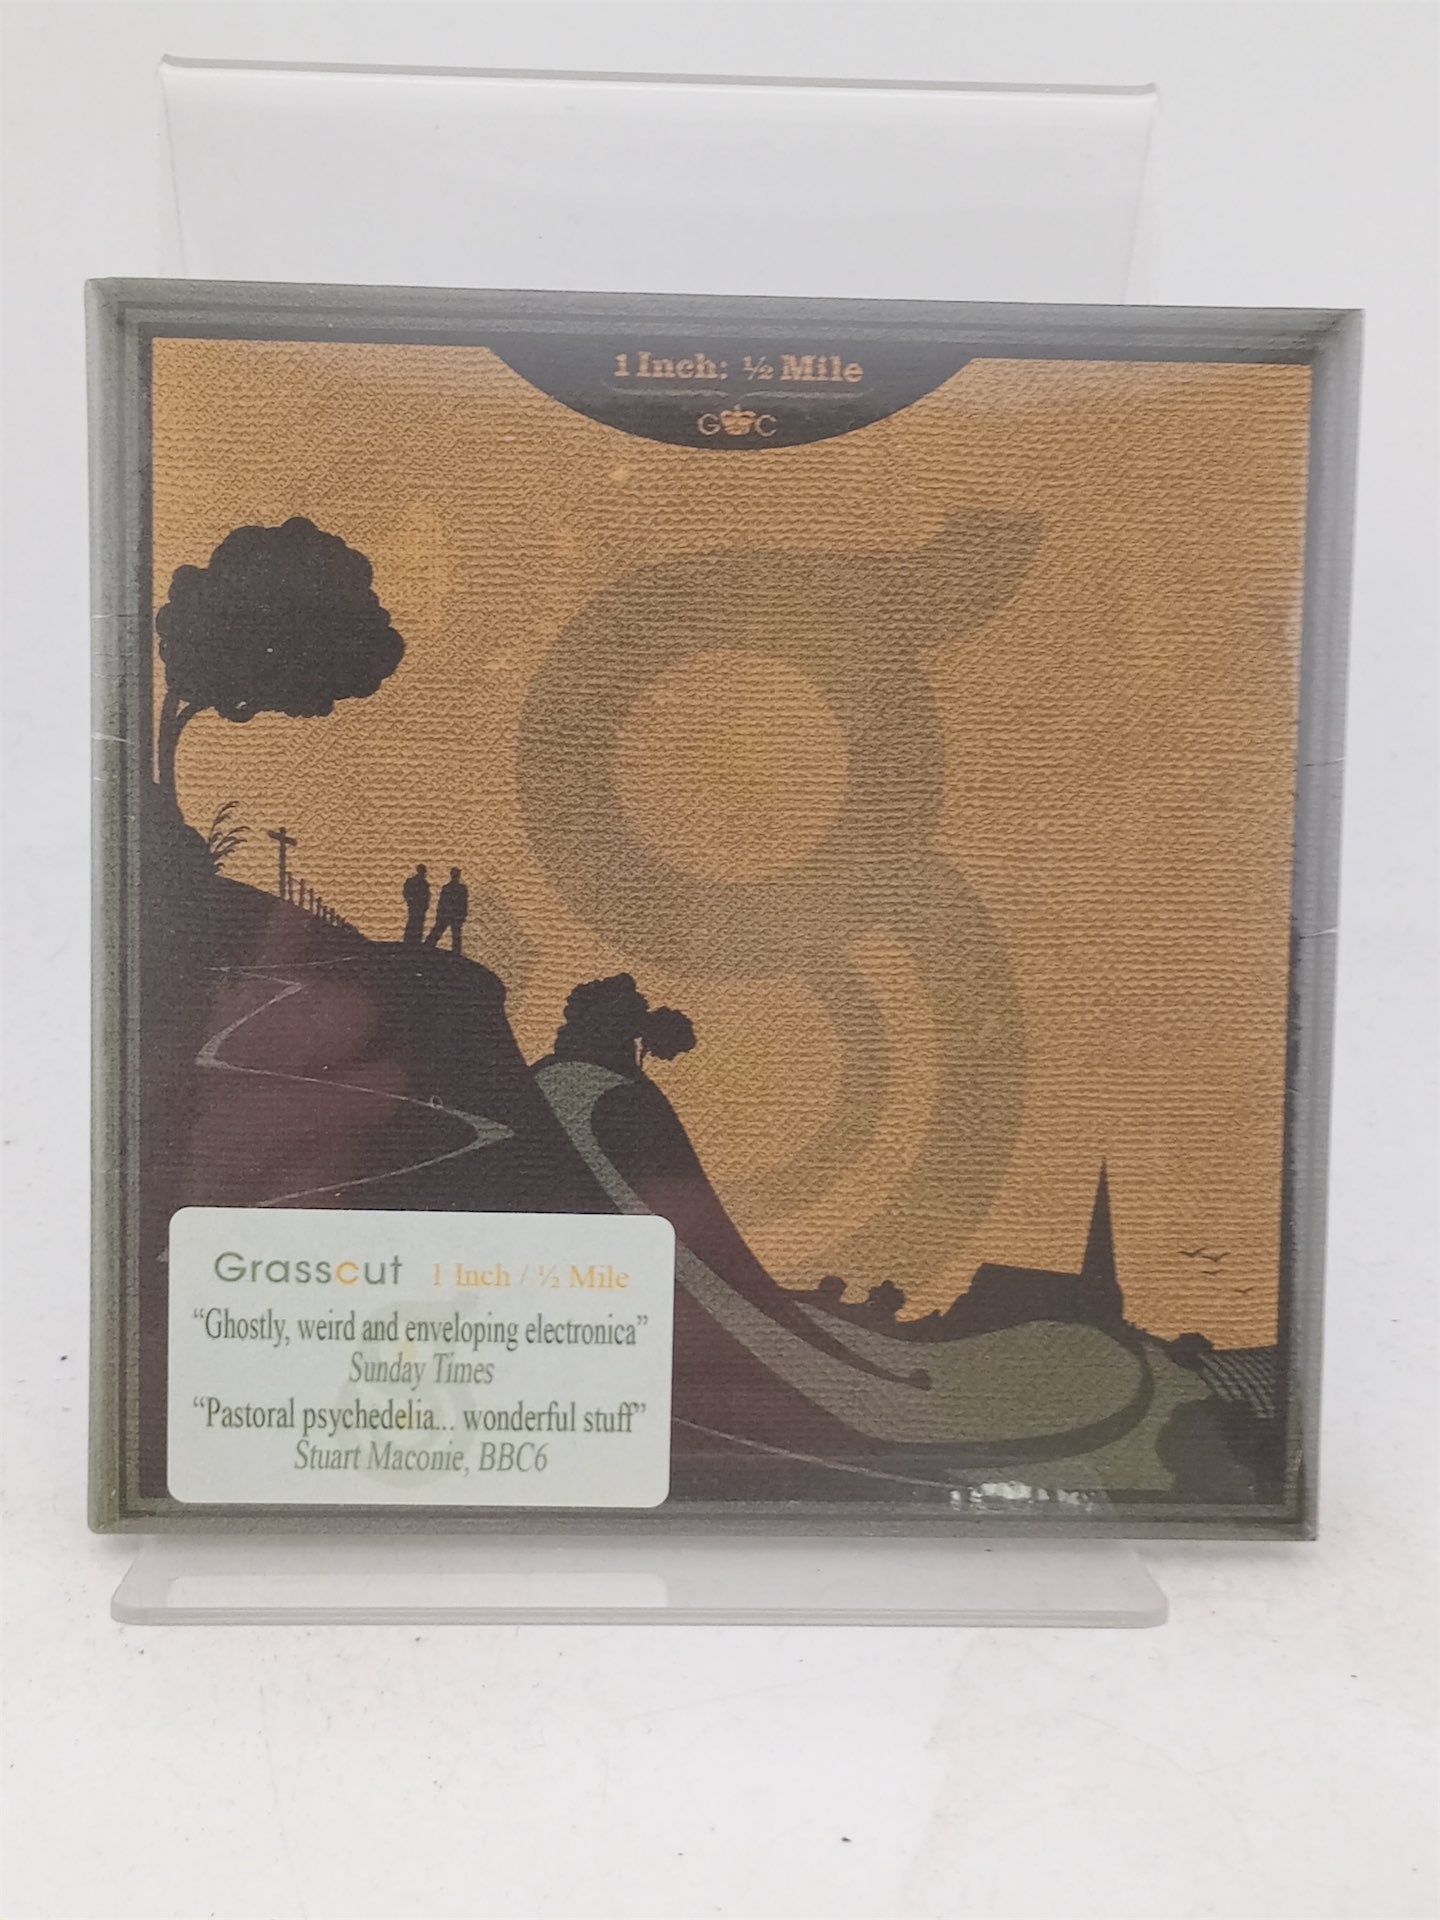 1 Inch: ½ Mile
G C
g
Grasscut 1 Inch / ½ Mile
“Ghostly, weird and enveloping electronica”
Sunday Times
“Pastoral psychedelia... wonderful stuff”
Stuart Maconie, BBC6